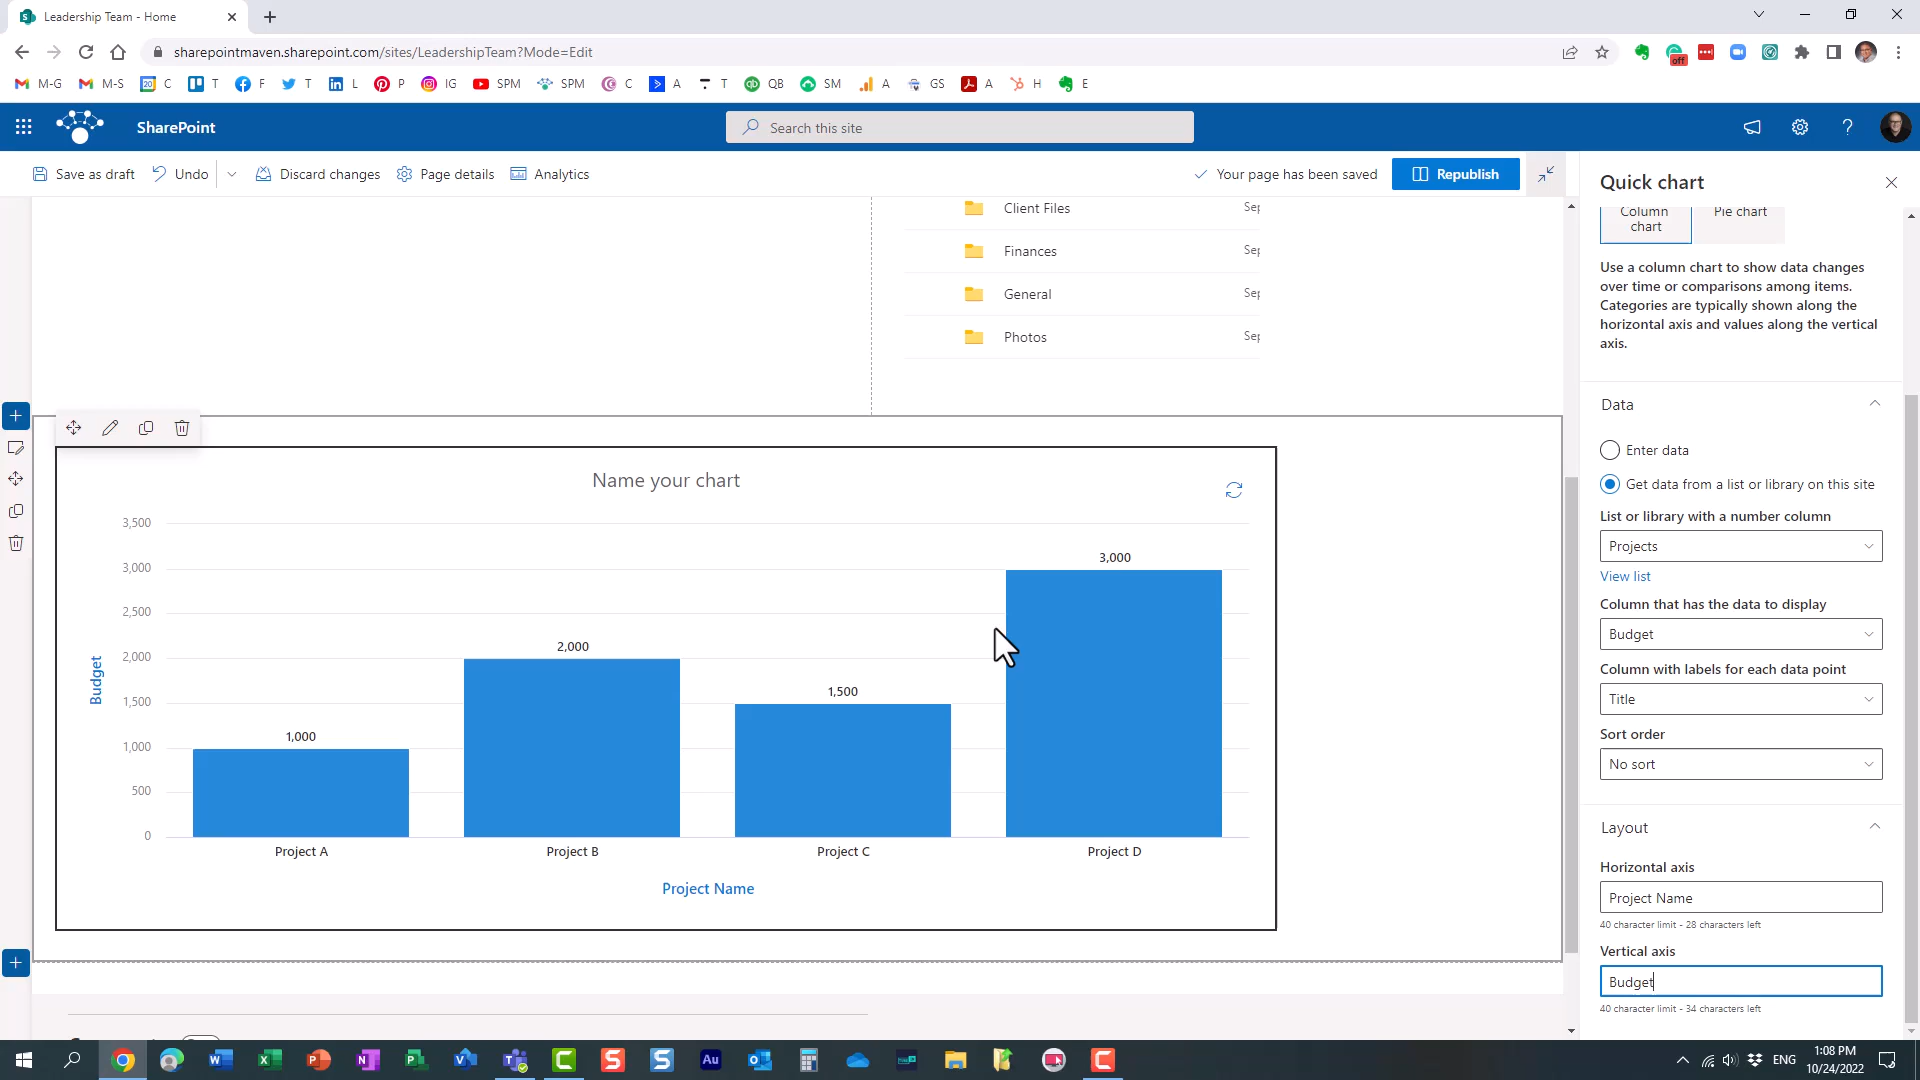 Leadership Team - Home
sharepointmaven.sharepoint.com/sites/LeadershipTeam?Mode=Edit
off
M-G M-S C T F T L P IG SPM SPM C A T QB SM A GS A H E
SharePoint
Search this site
Save as draft Undo Discard changes Page details Analytics
Your page has been saved
Republish
Client Files Sep
Finances Sep
General Sep
Photos Sep
Name your chart
3,500
3,000
2,500
2,000
1,500
1,000
500
0
Budget
1,000
2,000
1,500
3,000
Project A Project B Project C Project D
Project Name
Quick chart
Column
chart
Pie chart
Use a column chart to show data changes
over time or comparisons among items.
Categories are typically shown along the
horizontal axis and values along the vertical
axis.
Data
Enter data
Get data from a list or library on this site
List or library with a number column
Projects
View list
Column that has the data to display
Budget
Column with labels for each data point
Title
Sort order
No sort
Layout
Horizontal axis
Project Name
40 character limit - 28 characters left
Vertical axis
Budget
40 character limit - 34 characters left
ENG
1:08 PM
10/24/2022